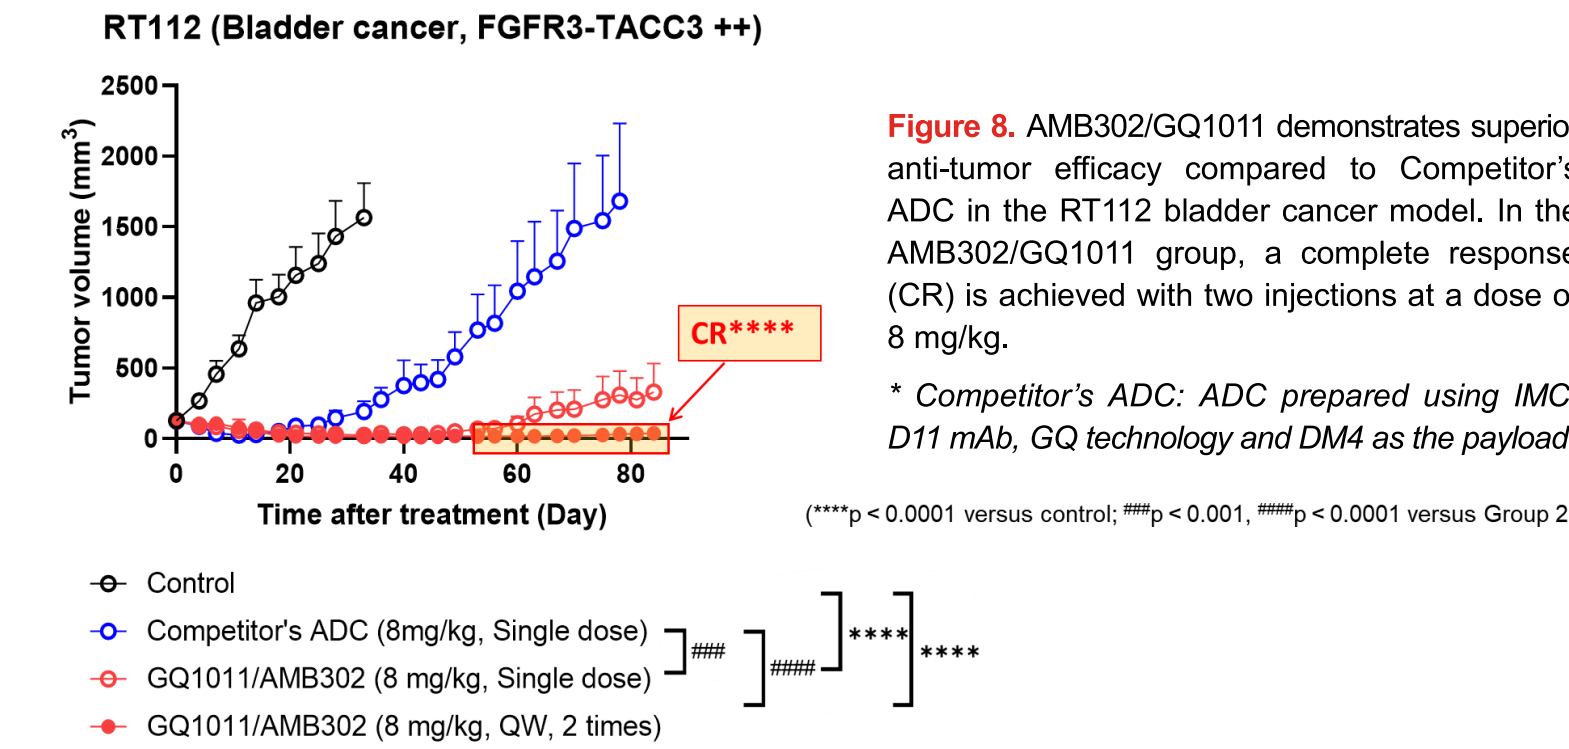 RT112 (Bladder cancer, FGFR3-TACC3 ++)
Tumor volume (mm³)
2500
2000
1500
1000
500
0
0 20 40 60 80
Time after treatment (Day)
CR****
Figure 8. AMB302/GQ1011 demonstrates superio
anti-tumor efficacy compared to Competitor's
ADC in the RT112 bladder cancer model. In the
AMB302/GQ1011 group, a complete response
(CR) is achieved with two injections at a dose o
8 mg/kg.
* Competitor's ADC: ADC prepared using IMC
D11 mAb, GQ technology and DM4 as the payload
(****p < 0.0001 versus control; ###p < 0.001, ####p < 0.0001 versus Group 2
Control
Competitor's ADC (8mg/kg, Single dose)
GQ1011/AMB302 (8 mg/kg, Single dose)
GQ1011/AMB302 (8 mg/kg, QW, 2 times)
###
####
****
****